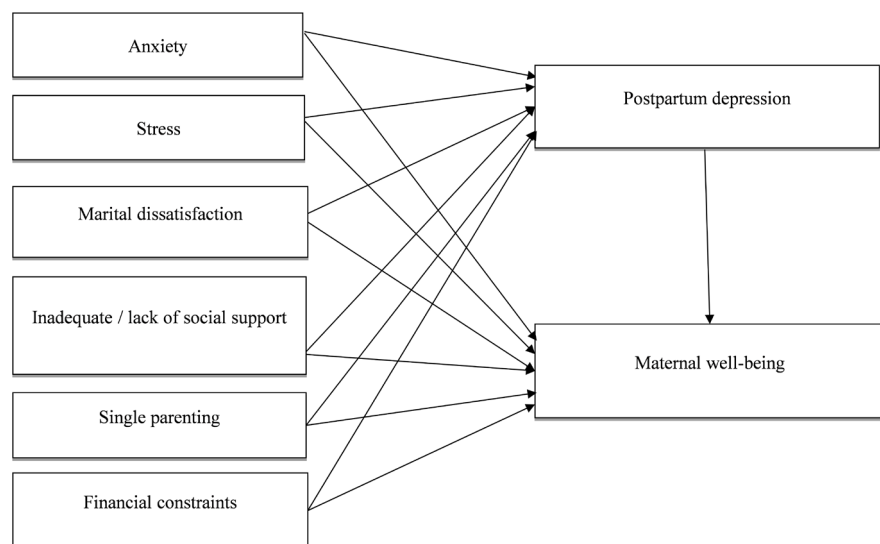 Anxiety
Stress
Marital dissatisfaction
Inadequate / lack of social support
Single parenting
Financial constraints
Postpartum depression
Maternal well-being